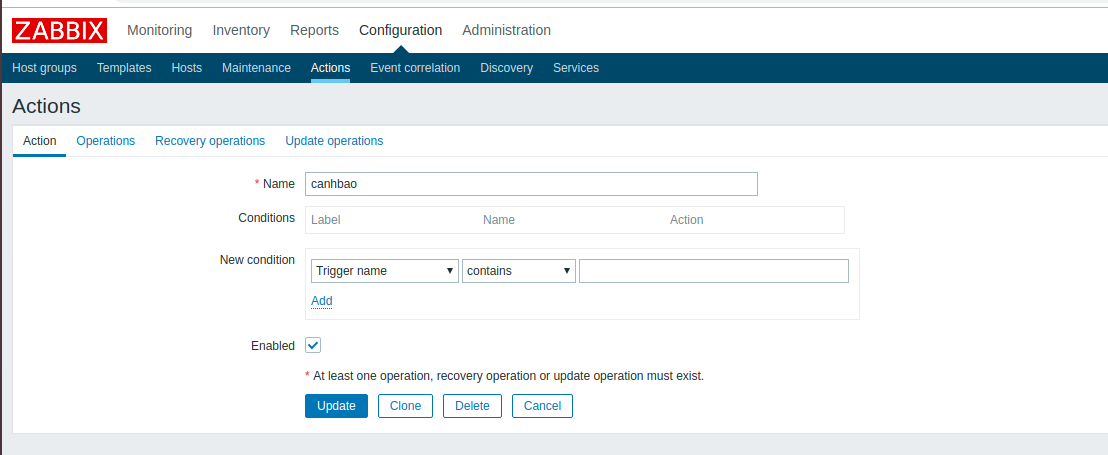 ZABBIX Monitoring Inventory Reports Configuration Administration
Host groups Templates Hosts Maintenance Actions Event correlation Discovery Services
Actions
Action Operations Recovery operations Update operations
* Name canhbao
Conditions Label Name Action
New condition
Trigger name contains
Add
Enabled
* At least one operation, recovery operation or update operation must exist.
Update Clone Delete Cancel